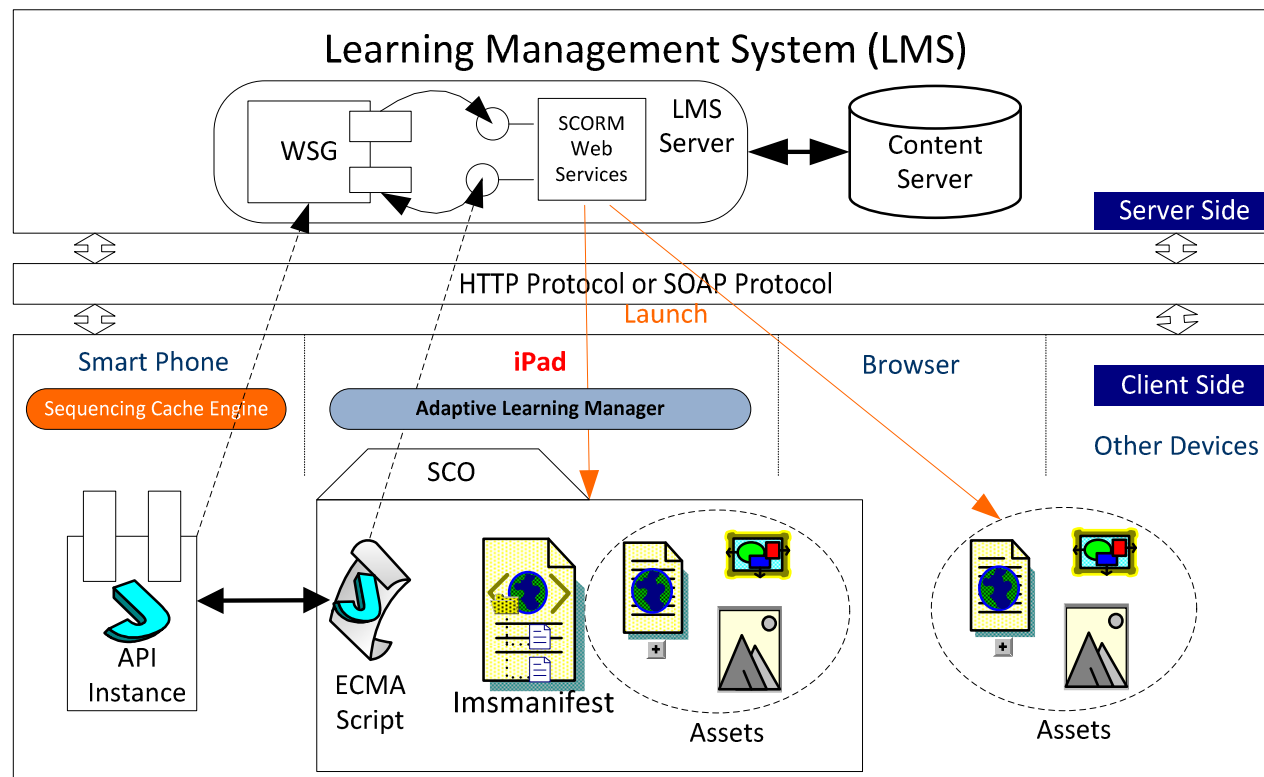 Learning Management System (LMS)
WSG
SCORM
Web
Services
LMS
Server
Content
Server
Server Side
HTTP Protocol or SOAP Protocol
Launch
Smart Phone
iPad
Browser
Client Side
Sequencing Cache Engine
Adaptive Learning Manager
Other Devices
SCO
API
Instance
ECMA
Script
Imsmanifest
Assets
Assets